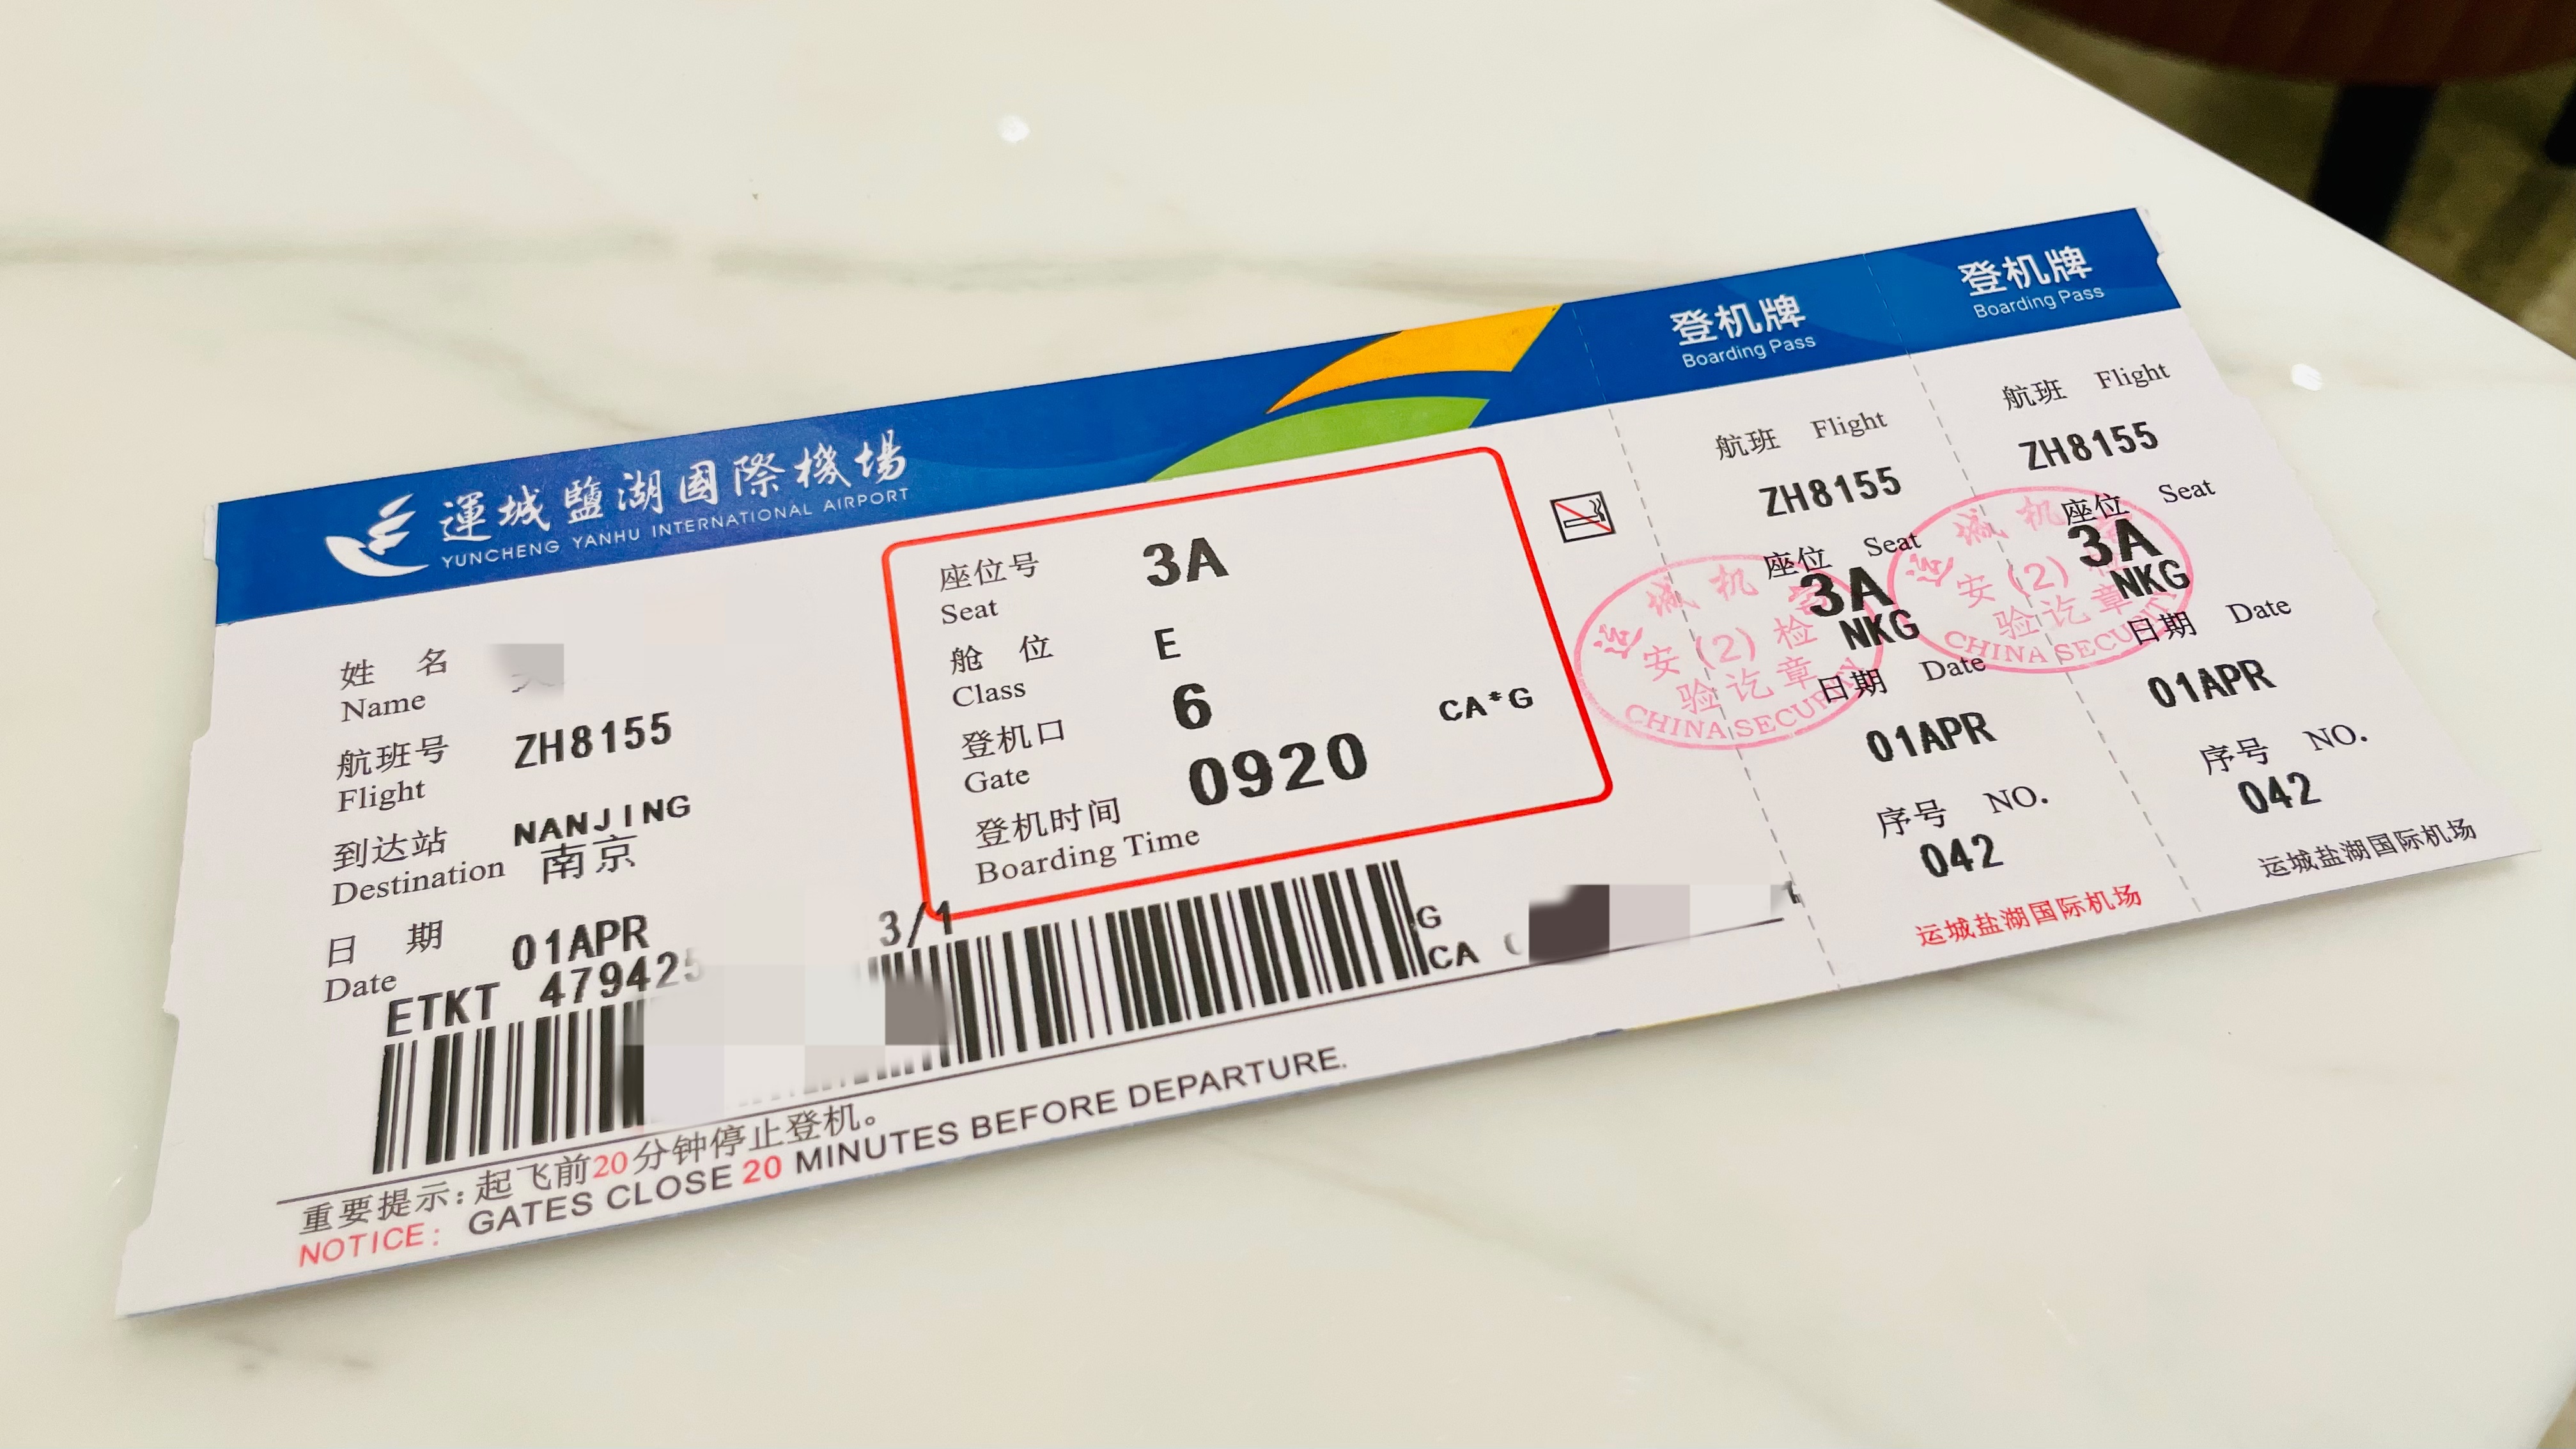 運城鹽湖國際機場
YUNCHENG YANHU INTERNATIONAL AIRPORT
姓 名
Name
航班号 ZH8155
Flight
到达站 NANJING
Destination 南京
日 期 01APR
Date
ETKT 479425
3/1
座位号 3A
Seat
舱 位 E
Class
登机口 6 CA*G
Gate
登机时间 0920
Boarding Time
G
CA
重要提示:起飞前20分钟停止登机。
NOTICE: GATES CLOSE 20 MINUTES BEFORE DEPARTURE.
登机牌
Boarding Pass
航班 Flight
ZH8155
座位 Seat
3A
NKG
日期 Date
01APR
序号 NO.
042
运城盐湖国际机场
运城机
安(2)检
验讫章
CHINA SECURITY
登机牌
Boarding Pass
航班 Flight
ZH8155
座位 Seat
3A
NKG
日期 Date
01APR
序号 NO.
042
运城盐湖国际机场
运城机
安(2)检
验讫章
CHINA SECURITY